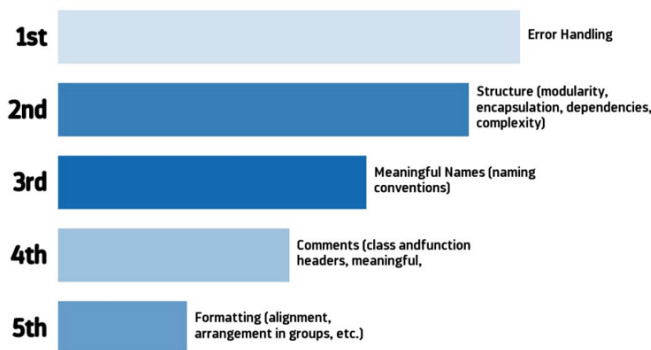 1st
Error Handling
2nd
Structure (modularity,
encapsulation, dependencies,
complexity)
3rd
Meaningful Names (naming
conventions)
4th
Comments (class andfunction
headers, meaningful,
5th
Formatting (alignment,
arrangement in groups, etc.)